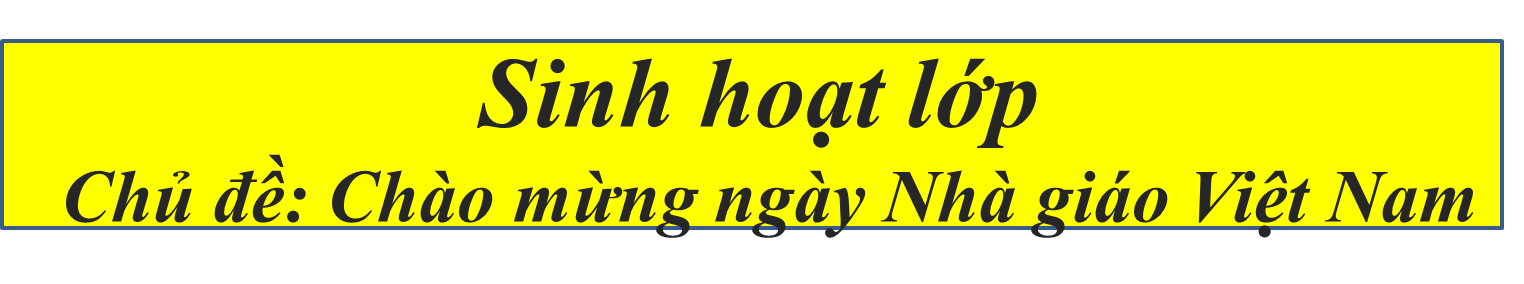 Sinh hoạt lớp
Chủ đề: Chào mừng ngày Nhà giáo Việt Nam